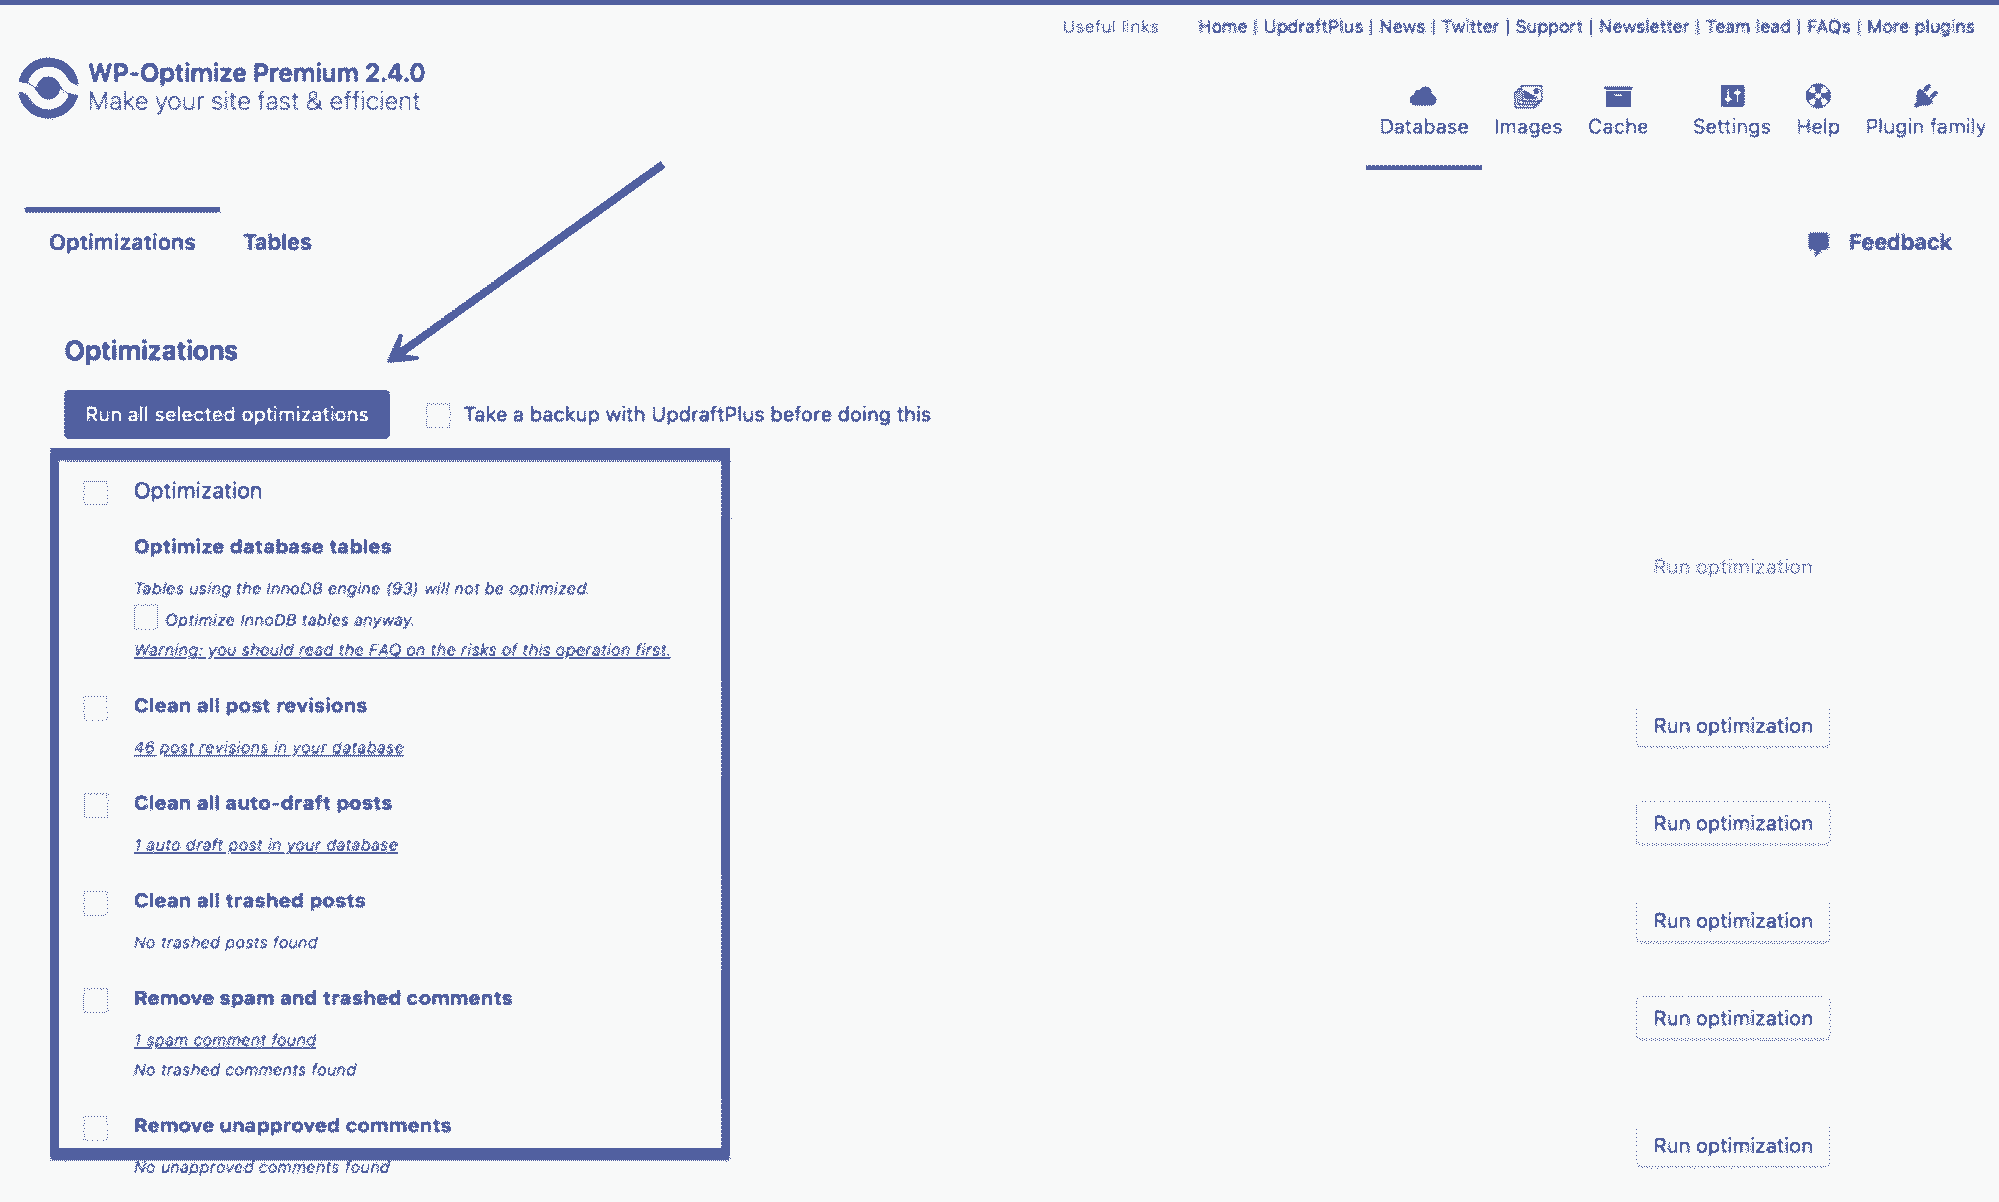 Useful links Home | UpdraftPlus | News | Twitter | Support | Newsletter | Team lead | FAQs | More plugins
WP-Optimize Premium 2.4.0
Make your site fast & efficient
Database Images Cache Settings Help Plugin family
Optimizations Tables Feedback
Optimizations
Run all selected optimizations Take a backup with UpdraftPlus before doing this
Optimization
Optimize database tables
Run optimization
Tables using the InnoDB engine (93) will not be optimized.
Optimize InnoDB tables anyway.
Warning: you should read the FAQ on the risks of this operation first.
Clean all post revisions
Run optimization
46 post revisions in your database
Clean all auto-draft posts
Run optimization
1 auto draft post in your database
Clean all trashed posts
Run optimization
No trashed posts found
Remove spam and trashed comments
Run optimization
1 spam comment found
No trashed comments found
Remove unapproved comments
Run optimization
No unapproved comments found